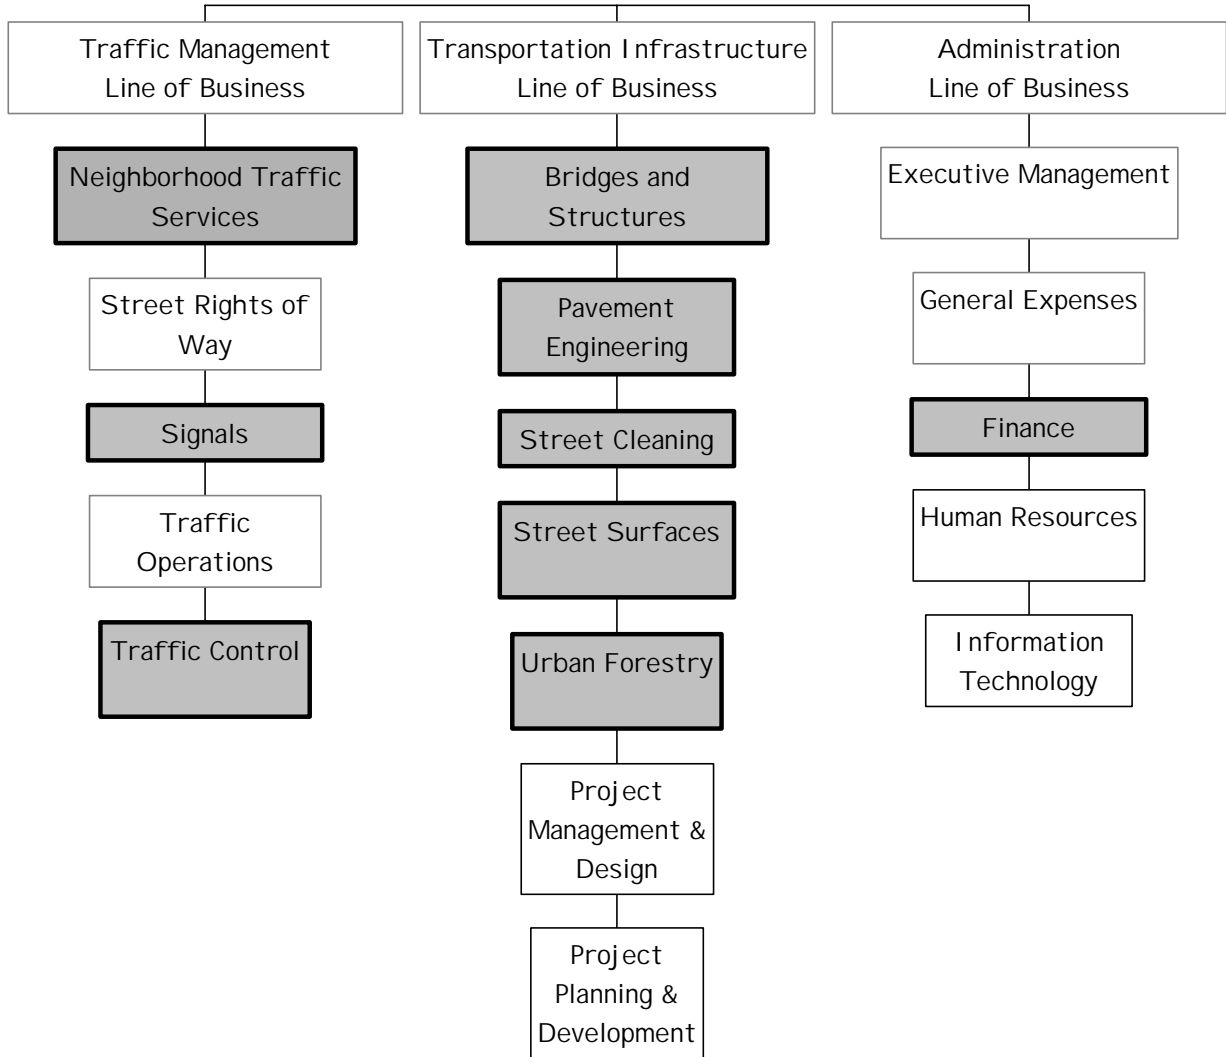 Traffic Management
Line of Business
Neighborhood Traffic
Services
Street Rights of
Way
Signals
Traffic
Operations
Traffic Control
Transportation Infrastructure
Line of Business
Bridges and
Structures
Pavement
Engineering
Street Cleaning
Street Surfaces
Urban Forestry
Project
Management &
Design
Project
Planning &
Development
Administration
Line of Business
Executive Management
General Expenses
Finance
Human Resources
Information
Technology